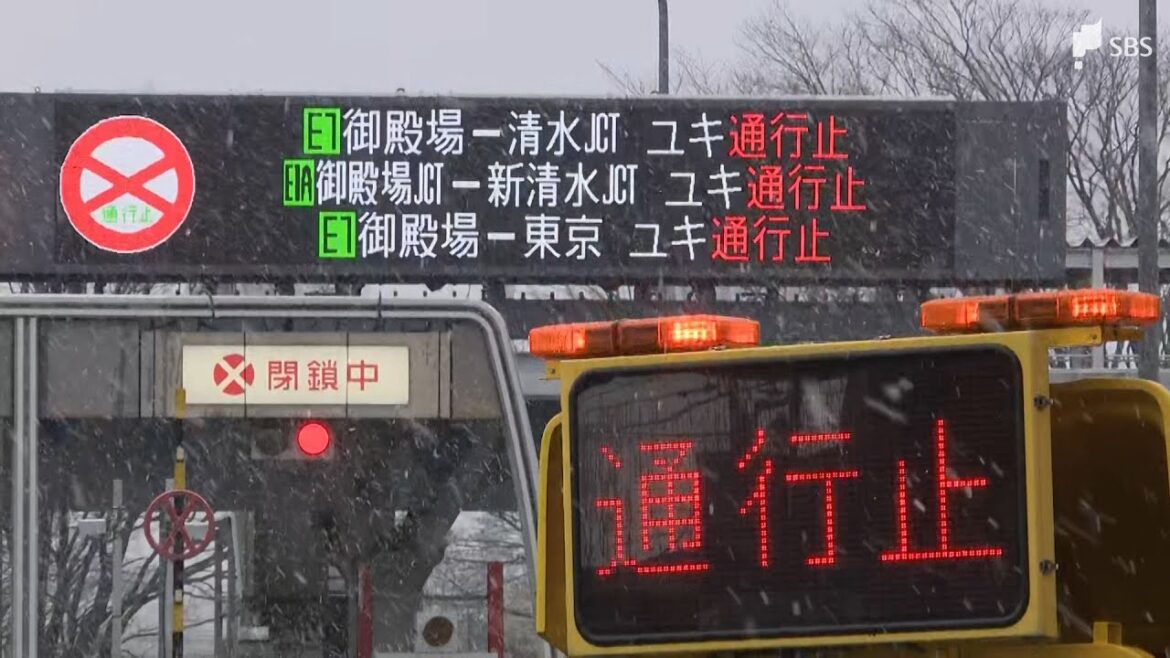 SBS
E1御殿場ー清水JCT ユキ通行止
E1A御殿場JCTー新清水JCT ユキ通行止
E1御殿場ー東京 ユキ通行止
通行止
閉鎖中
通行止